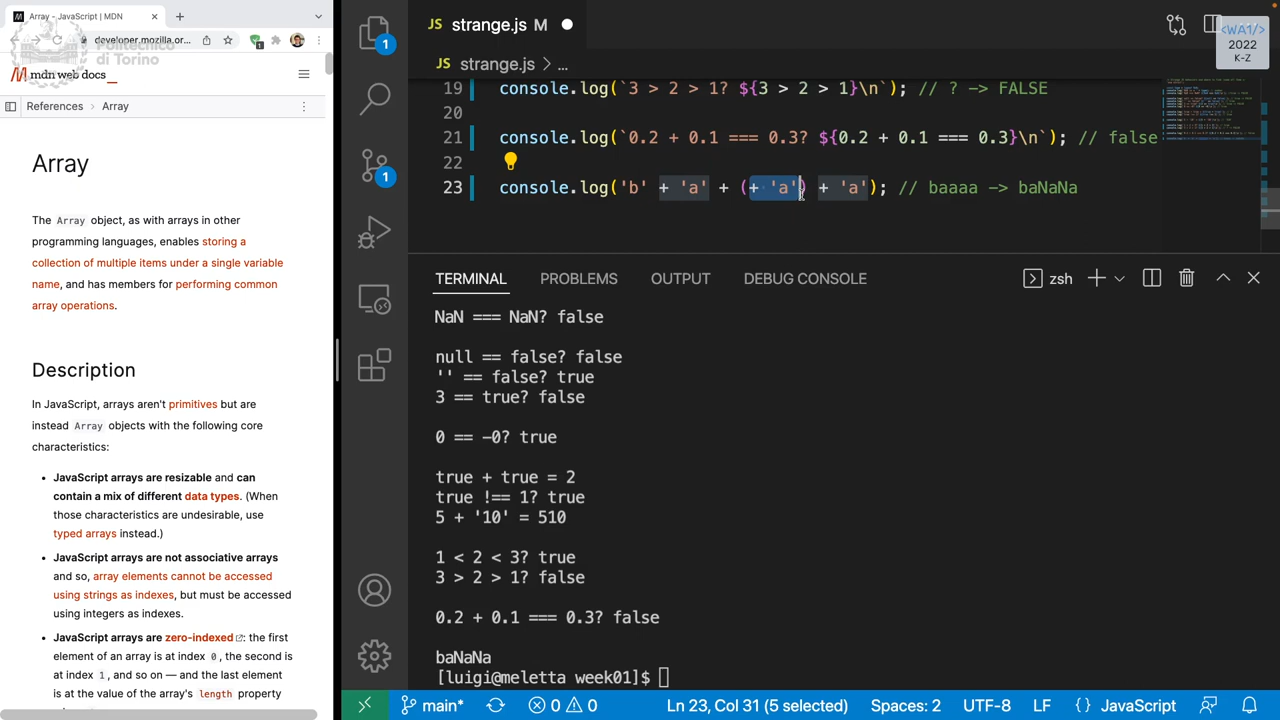 Array - JavaScript | MDN
developer.mozilla.or...
Politecnico
di Torino
mdn web docs _
References > Array
Array
The Array object, as with arrays in other
programming languages, enables storing a
collection of multiple items under a single variable
name, and has members for performing common
array operations.
Description
In JavaScript, arrays aren't primitives but are
instead Array objects with the following core
characteristics:
JavaScript arrays are resizable and can
contain a mix of different data types. (When
those characteristics are undesirable, use
typed arrays instead.)
JavaScript arrays are not associative arrays
and so, array elements cannot be accessed
using strings as indexes, but must be accessed
using integers as indexes.
JavaScript arrays are zero-indexed: the first
element of an array is at index 0, the second is
at index 1, and so on — and the last element
is at the value of the array's length property
JS strange.js M
<WA1/>
2022
K-Z
JS strange.js > ...
19 console.log(`3 > 2 > 1? ${3 > 2 > 1}\n`); // ? -> FALSE
20
21 console.log(`0.2 + 0.1 === 0.3? ${0.2 + 0.1 === 0.3}\n`); // false
22
23 console.log('b' + 'a' + (+ 'a') + 'a'); // baaaa -> baNaNa
1
1
1
TERMINAL PROBLEMS OUTPUT DEBUG CONSOLE zsh
NaN === NaN? false
null == false? false
'' == false? true
3 == true? false
0 == -0? true
true + true = 2
true !== 1? true
5 + '10' = 510
1 < 2 < 3? true
3 > 2 > 1? false
0.2 + 0.1 === 0.3? false
baNaNa
[luigi@meletta week01]$
main* 0 0 Ln 23, Col 31 (5 selected) Spaces: 2 UTF-8 LF {} JavaScript